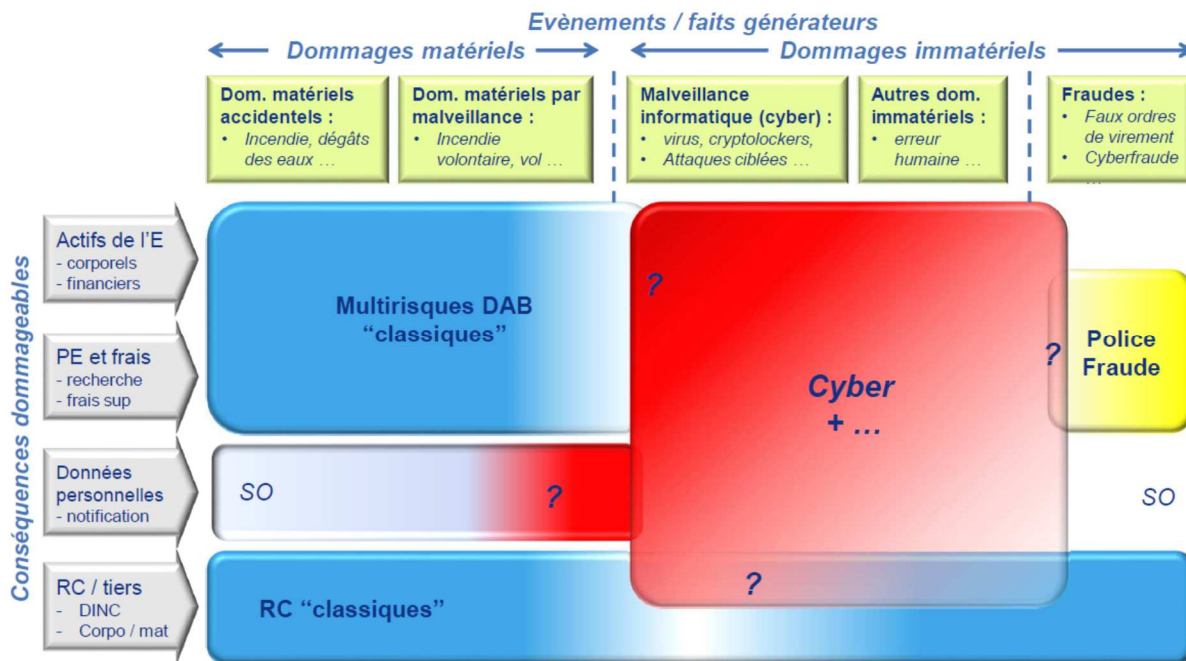 Evènements / faits générateurs
Dommages matériels
Dommages immatériels
Dom. matériels
accidentels :
• Incendie, dégâts
des eaux …
Dom. matériels par
malveillance :
• Incendie
volontaire, vol …
Malveillance
informatique (cyber) :
• virus, cryptolockers,
• Attaques ciblées …
Autres dom.
immatériels :
• erreur
humaine …
Fraudes :
• Faux ordres
de virement
• Cyberfraude
…
Conséquences dommageables
Actifs de l'E
- corporels
- financiers
PE et frais
- recherche
- frais sup
Données
personnelles
- notification
RC / tiers
- DINC
- Corpo / mat
Multirisques DAB
“classiques”
?
Cyber
+ …
?
Police
Fraude
SO
?
SO
RC “classiques”
?